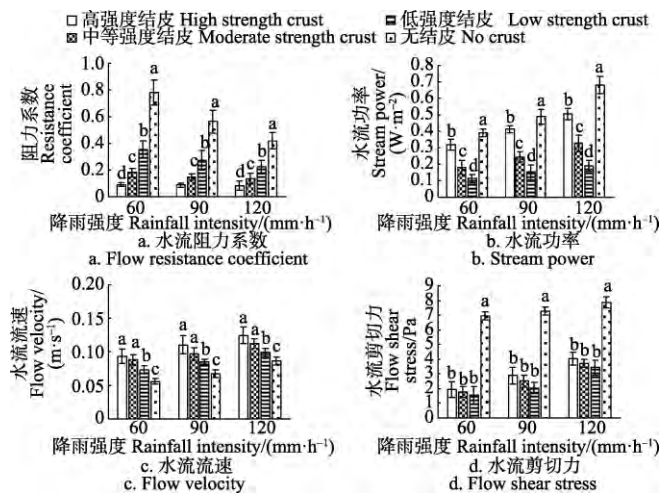 高强度结皮 High strength crust 低强度结皮 Low strength crust
中等强度结皮 Moderate strength crust 无结皮 No crust
阻力系数
Resistance
coefficient
1.0
0.8
0.6
0.4
0.2
0
d c b a
d c b a
d c b a
60 90 120
降雨强度 Rainfall intensity/(mm·h⁻¹)
a. 水流阻力系数
a. Flow resistance coefficient
水流功率
Stream power/
(W·m⁻²)
0.8
0.7
0.6
0.5
0.4
0.3
0.2
0.1
0
b c d a
b c d a
b c d a
60 90 120
降雨强度 Rainfall intensity/(mm·h⁻¹)
b. 水流功率
b. Stream power
水流流速
Flow velocity/
(m·s⁻¹)
0.20
0.15
0.10
0.05
0
a a b c
a a b c
a a b c
60 90 120
降雨强度 Rainfall intensity/(mm·h⁻¹)
c. 水流流速
c. Flow velocity
水流剪切力
Flow shear
stress/Pa
9
8
7
6
5
4
3
2
1
0
b b b a
b b b a
b b b a
60 90 120
降雨强度 Rainfall intensity/(mm·h⁻¹)
d. 水流剪切力
d. Flow shear stress